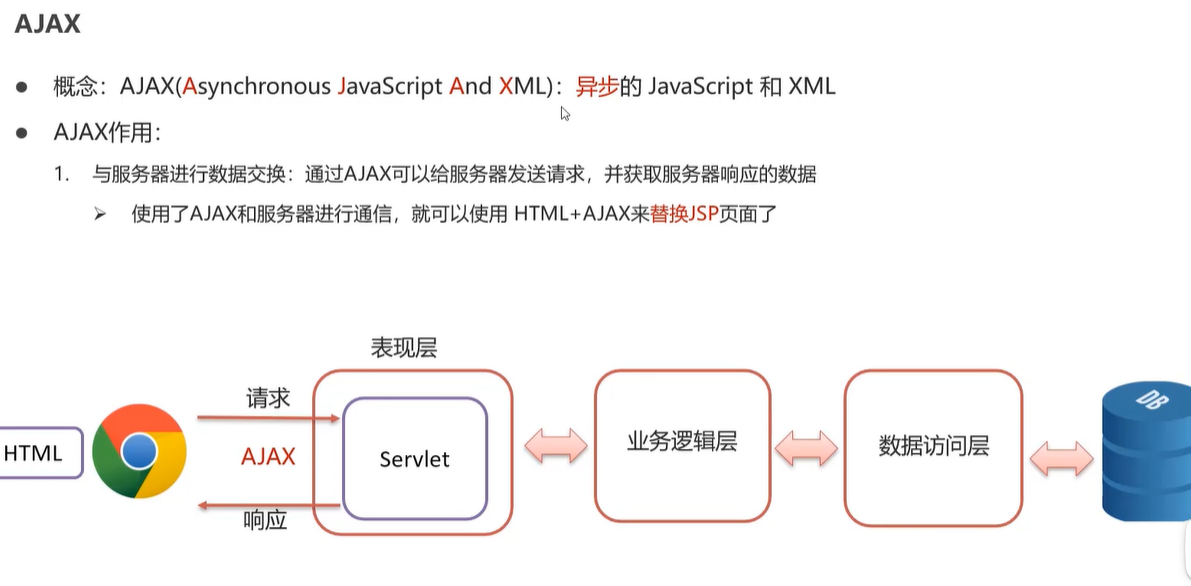 AJAX
● 概念：AJAX(Asynchronous JavaScript And XML)：异步的 JavaScript 和 XML
● AJAX作用：
1. 与服务器进行数据交换：通过AJAX可以给服务器发送请求，并获取服务器响应的数据
➢ 使用了AJAX和服务器进行通信，就可以使用 HTML+AJAX来替换JSP页面了
表现层
请求
HTML
AJAX
Servlet
业务逻辑层
数据访问层
DB
响应